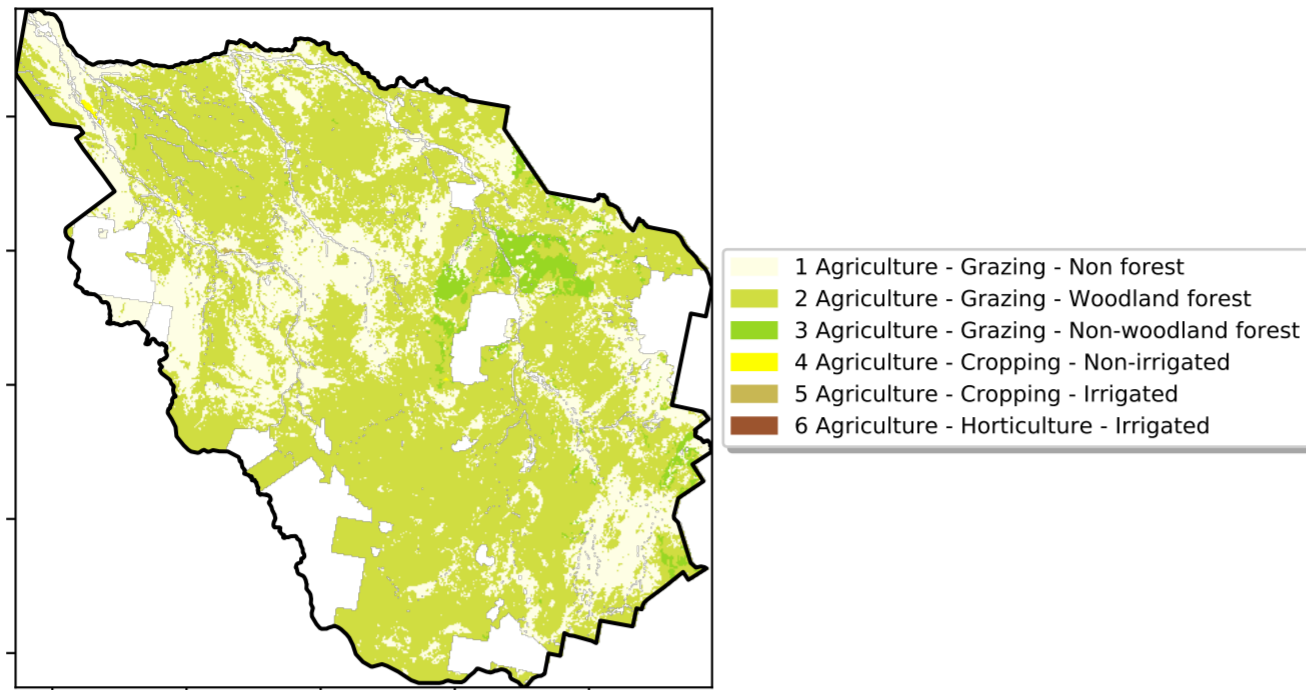 1 Agriculture - Grazing - Non forest
2 Agriculture - Grazing - Woodland forest
3 Agriculture - Grazing - Non-woodland forest
4 Agriculture - Cropping - Non-irrigated
5 Agriculture - Cropping - Irrigated
6 Agriculture - Horticulture - Irrigated